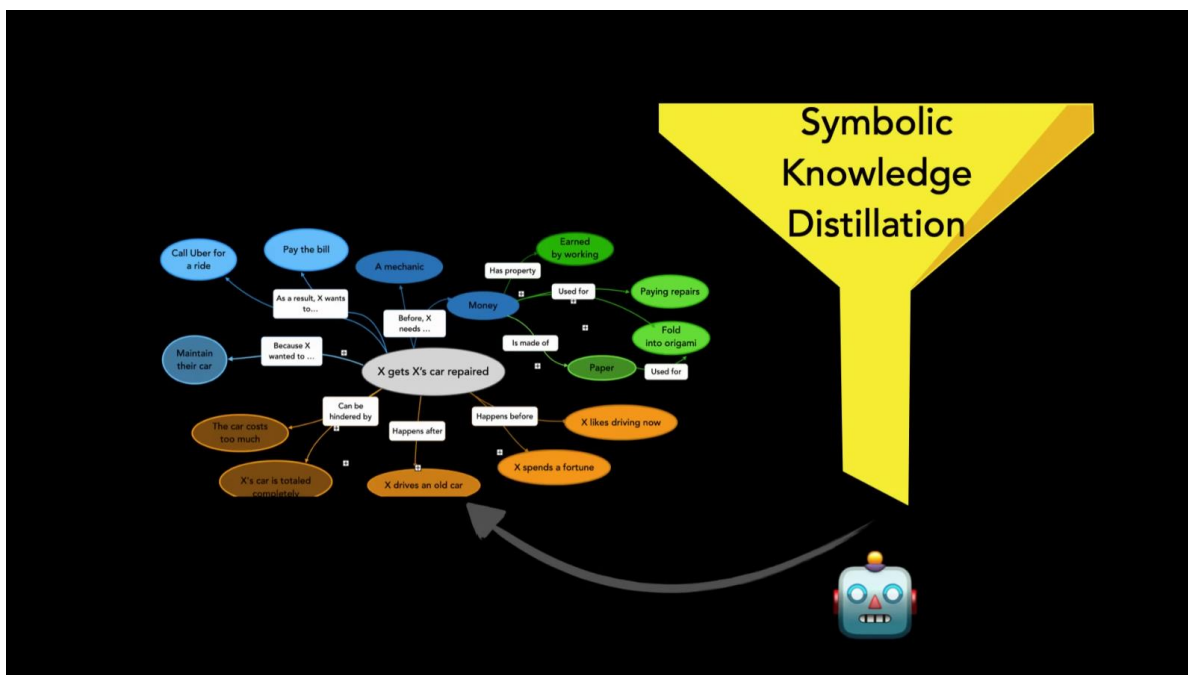 Symbolic
Knowledge
Distillation
Call Uber for
a ride
Pay the bill
A mechanic
Earned
by working
Has property
As a result, X wants
to...
Before, X
needs ...
Money
Used for
Paying repairs
Fold
into origami
Is made of
Paper
Used for
Maintain
their car
Because X
wanted to ...
X gets X's car repaired
The car costs
too much
Can be
hindered by
Happens after
Happens before
X likes driving now
X's car is totaled
completely
X drives an old car
X spends a fortune